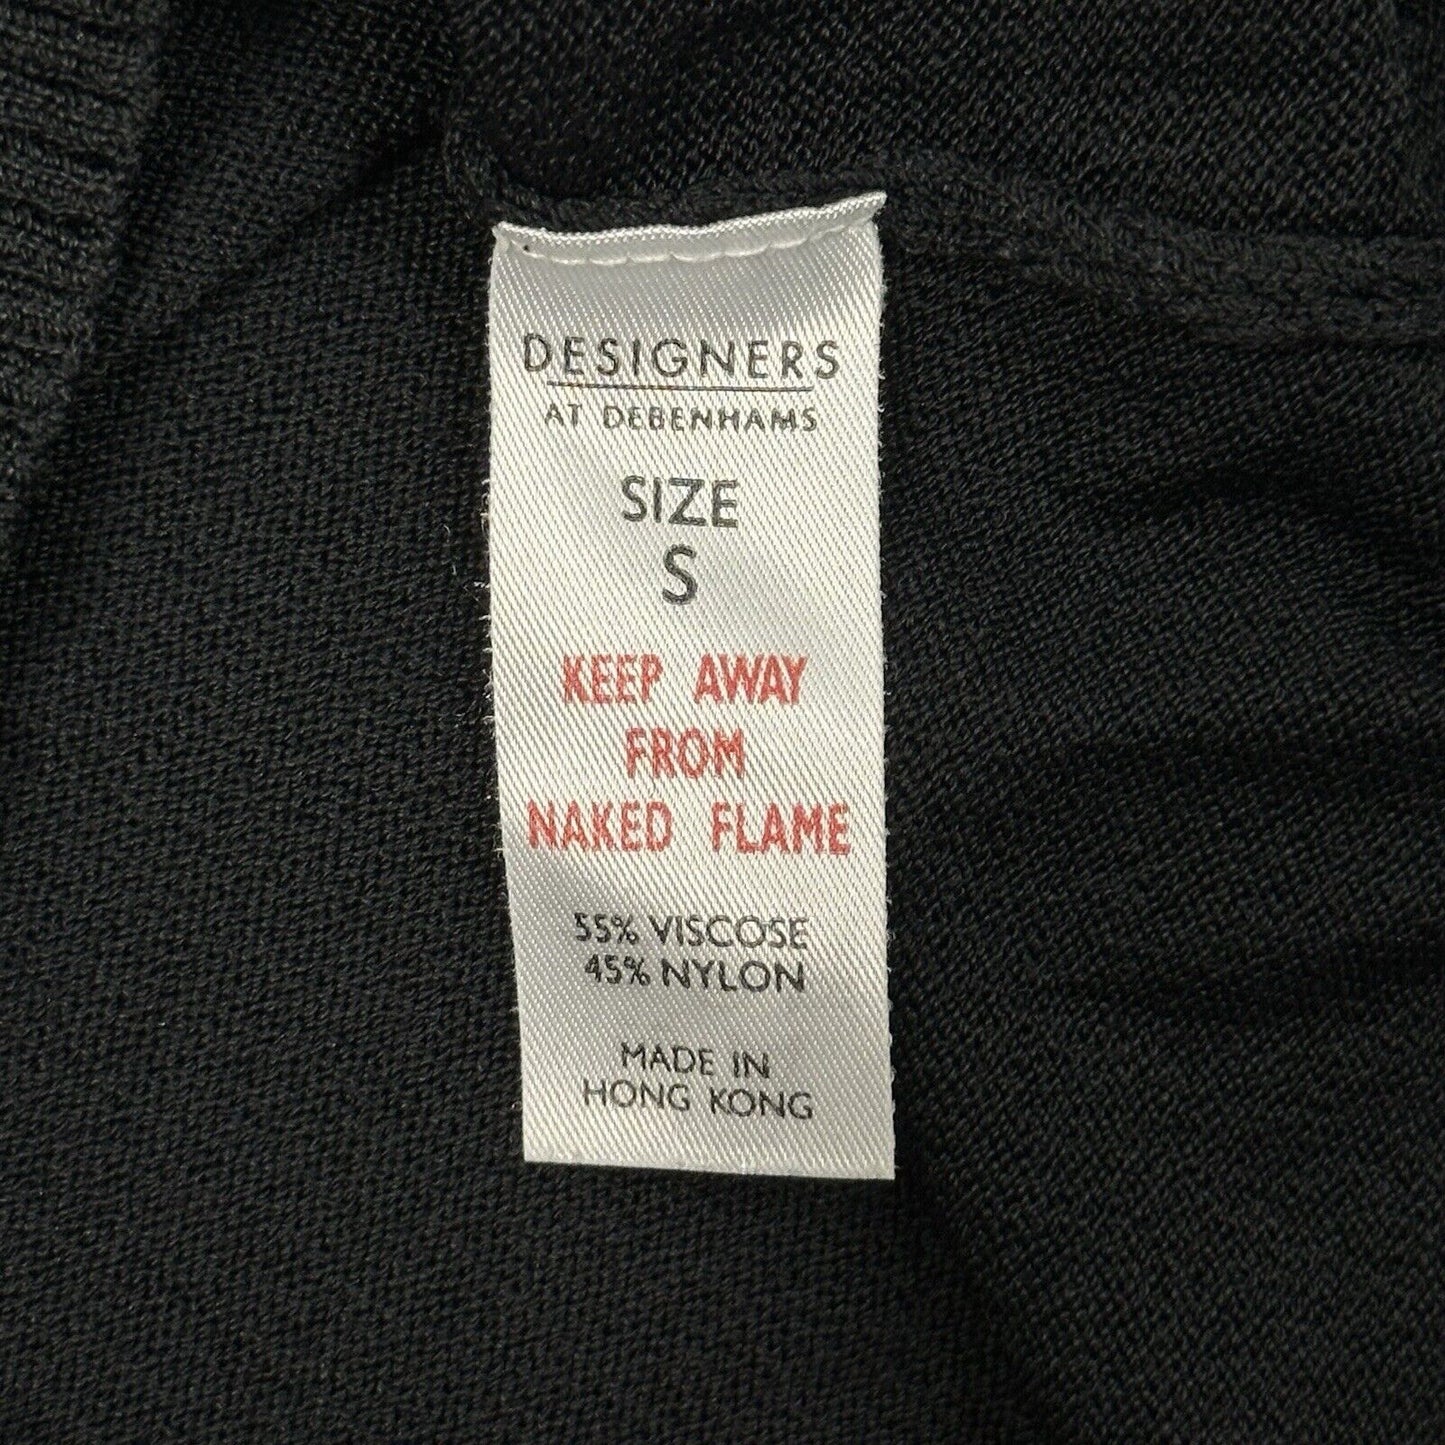 DESIGNERS
AT DEBENHAMS
SIZE
S
KEEP AWAY
FROM
NAKED FLAME
55% VISCOSE
45% NYLON
MADE IN
HONG KONG